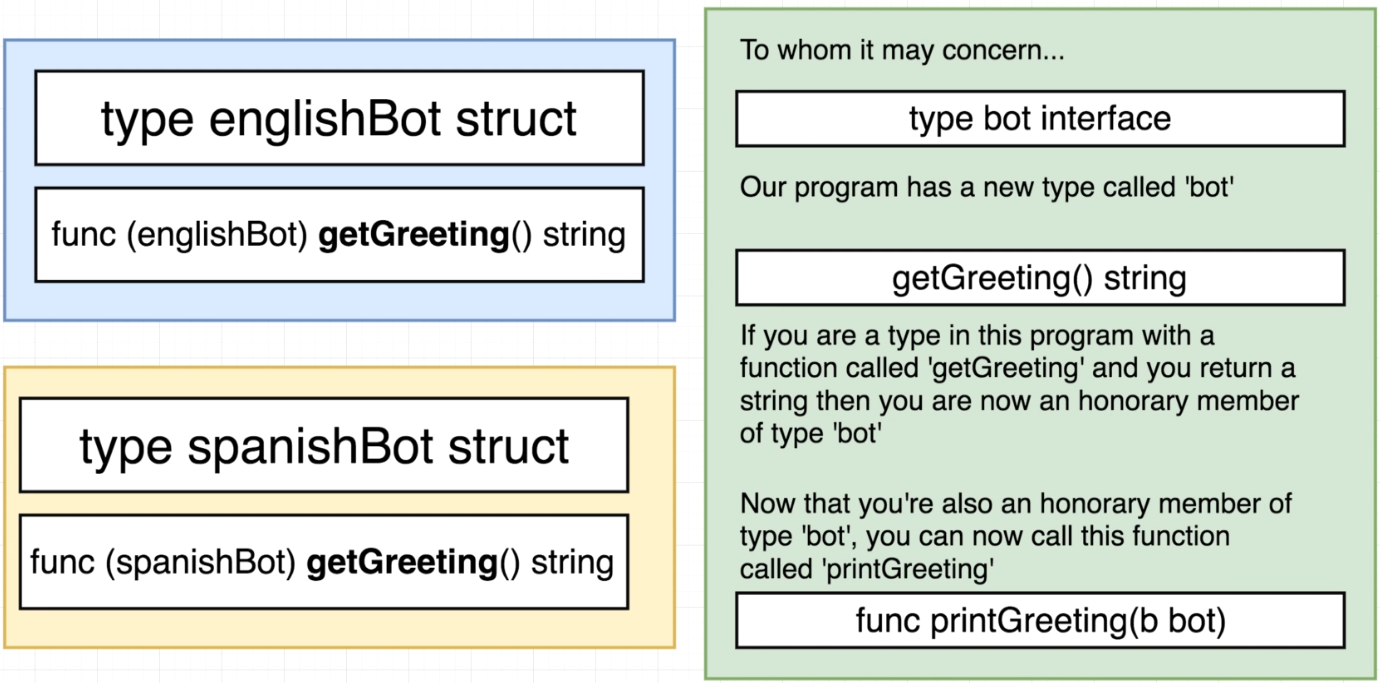 type englishBot struct
func (englishBot) getGreeting() string
type spanishBot struct
func (spanishBot) getGreeting() string
To whom it may concern...
type bot interface
Our program has a new type called 'bot'
getGreeting() string
If you are a type in this program with a
function called 'getGreeting' and you return a
string then you are now an honorary member
of type 'bot'
Now that you're also an honorary member of
type 'bot', you can now call this function
called 'printGreeting'
func printGreeting(b bot)